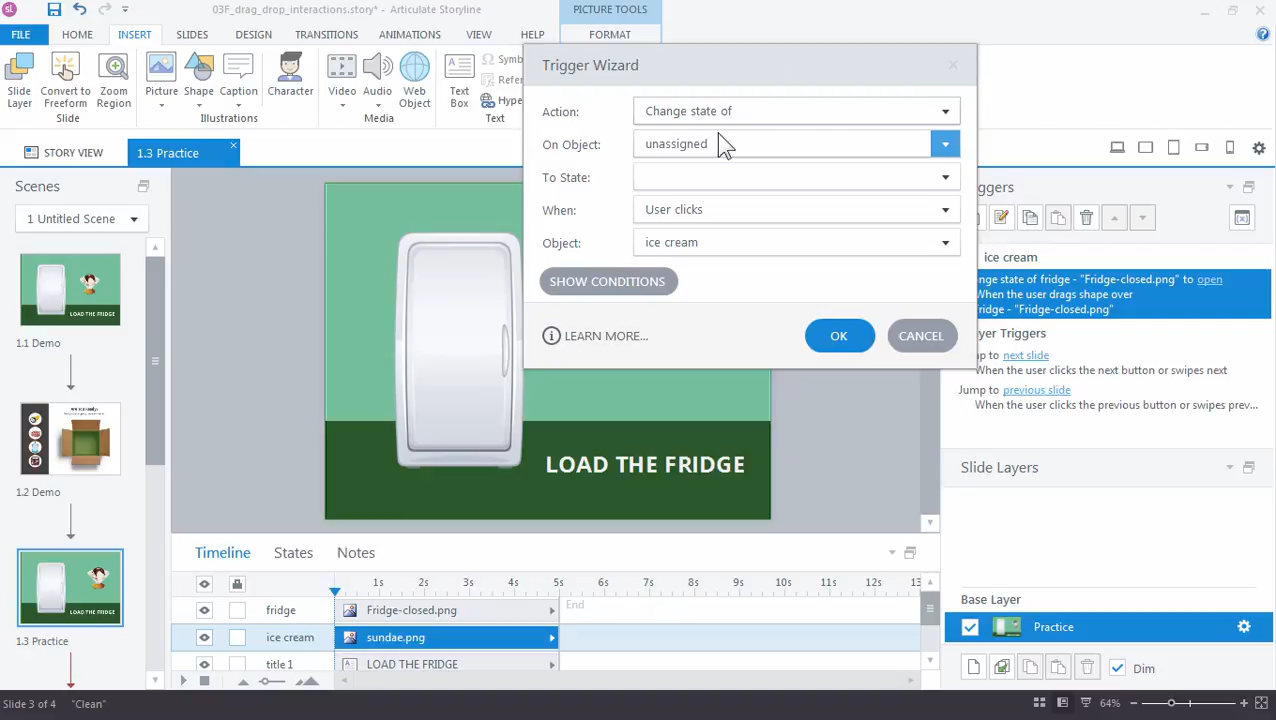 SL
03F_drag_drop_interactions.story* - Articulate Storyline
PICTURE TOOLS
FILE
HOME
INSERT
SLIDES
DESIGN
TRANSITIONS
ANIMATIONS
VIEW
HELP
FORMAT
Slide Layer
Convert to Freeform
Zoom Region
Slide
Picture
Shape
Caption
Character
Illustrations
Video
Audio
Web Object
Media
Text Box
Text
Trigger Wizard
Action:
Change state of
On Object:
unassigned
To State:
When:
User clicks
Object:
ice cream
SHOW CONDITIONS
LEARN MORE...
OK
CANCEL
STORY VIEW
1.3 Practice
Scenes
1 Untitled Scene
LOAD THE FRIDGE
1.1 Demo
1.2 Demo
LOAD THE FRIDGE
1.3 Practice
LOAD THE FRIDGE
ice cream
state of fridge - "Fridge-closed.png" to open
When the user drags shape over
fridge - "Fridge-closed.png"
Triggers
to next slide
When the user clicks the next button or swipes next
Jump to previous slide
When the user clicks the previous button or swipes prev...
Slide Layers
Base Layer
Practice
Dim
Timeline
States
Notes
1s 2s 3s 4s 5s 6s 7s 8s 9s 10s 11s 12s 13
End
fridge
Fridge-closed.png
ice cream
sundae.png
title 1
LOAD THE FRIDGE
Slide 3 of 4
"Clean"
64%